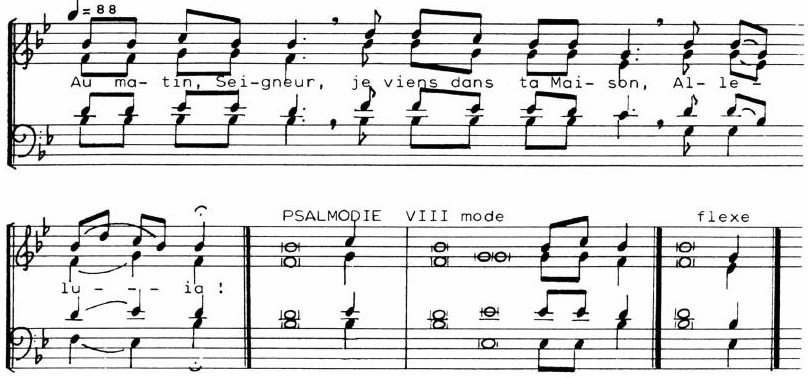 = 88
Au ma- tin, Sei-gneur, je viens dans ta Mai- son, Al- le -
PSALMODIE VIII mode flexe
lu - - - ia !